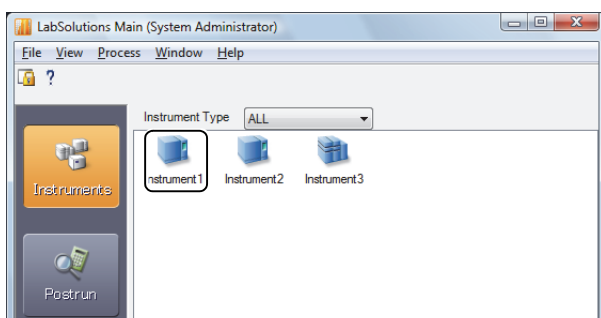 LabSolutions Main (System Administrator)
File View Process Window Help
?
Instrument Type ALL
Instruments
nstrument1 Instrument2 Instrument3
Postrun